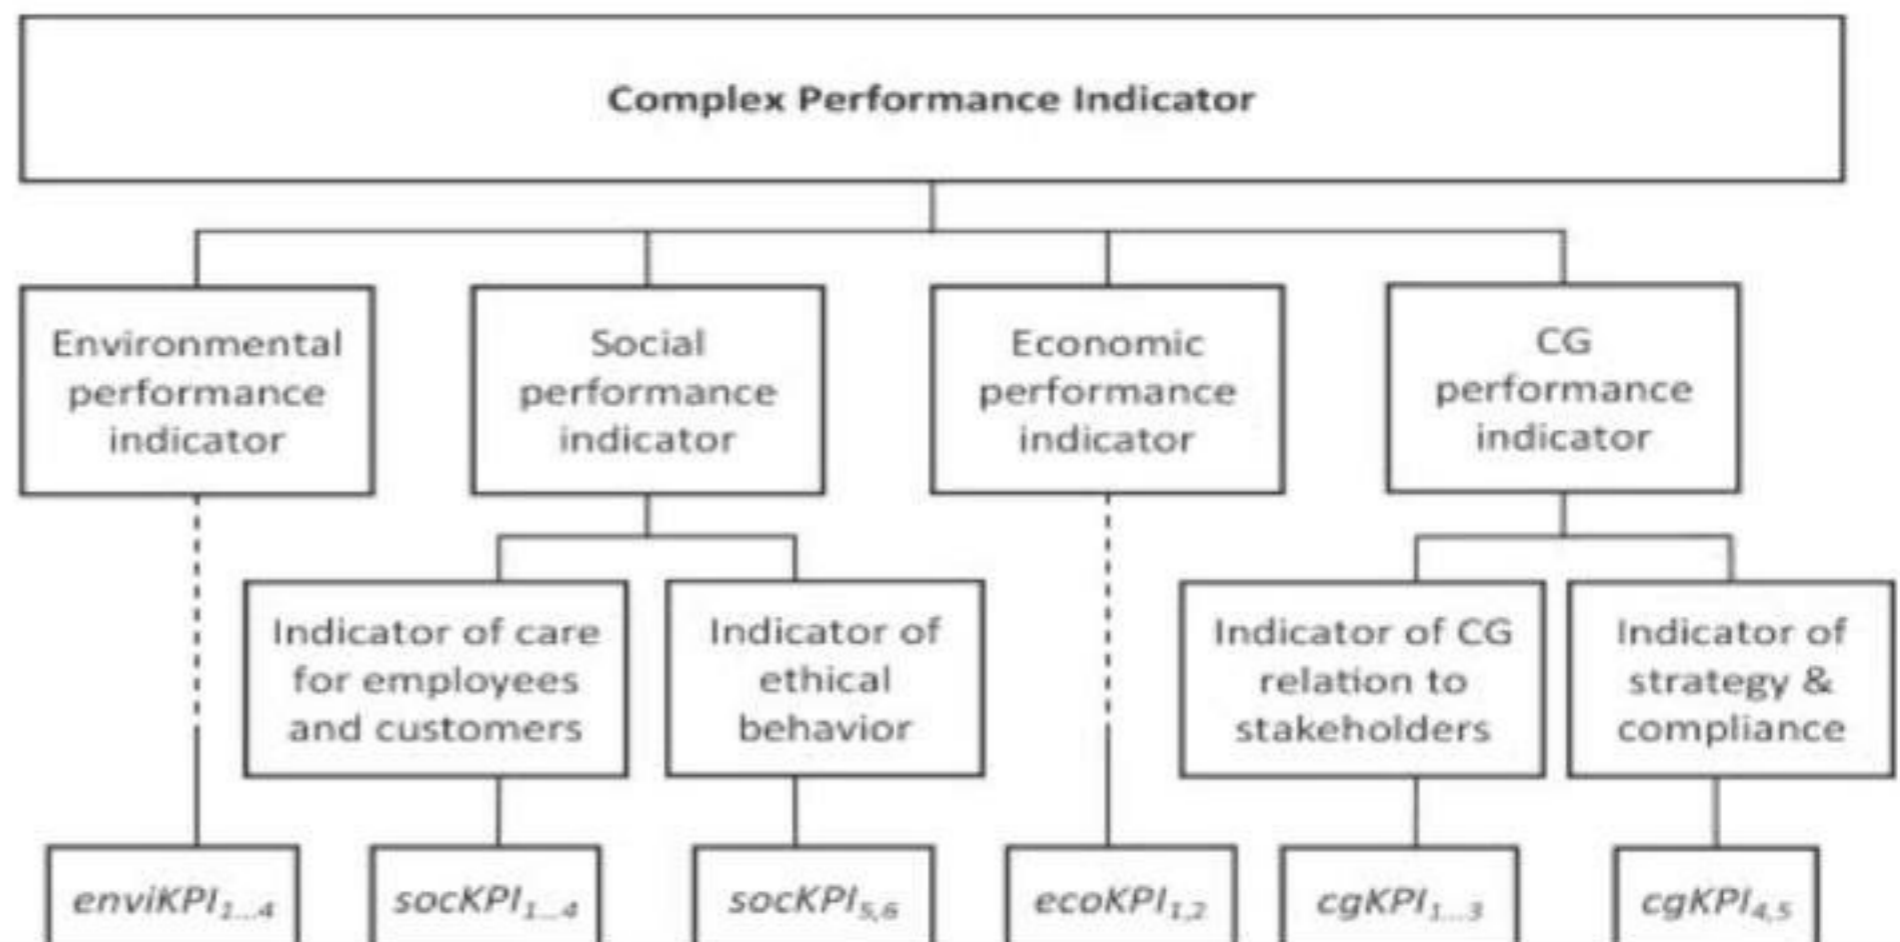 Complex Performance Indicator
Environmental
performance
indicator
Social
performance
indicator
Economic
performance
indicator
CG
performance
indicator
Indicator of care
for employees
and customers
Indicator of
ethical
behavior
Indicator of CG
relation to
stakeholders
Indicator of
strategy &
compliance
enviKPI1...4
socKPI1...4
socKPI5,6
ecoKPI1,2
cgKPI1...3
cgKPI4,5